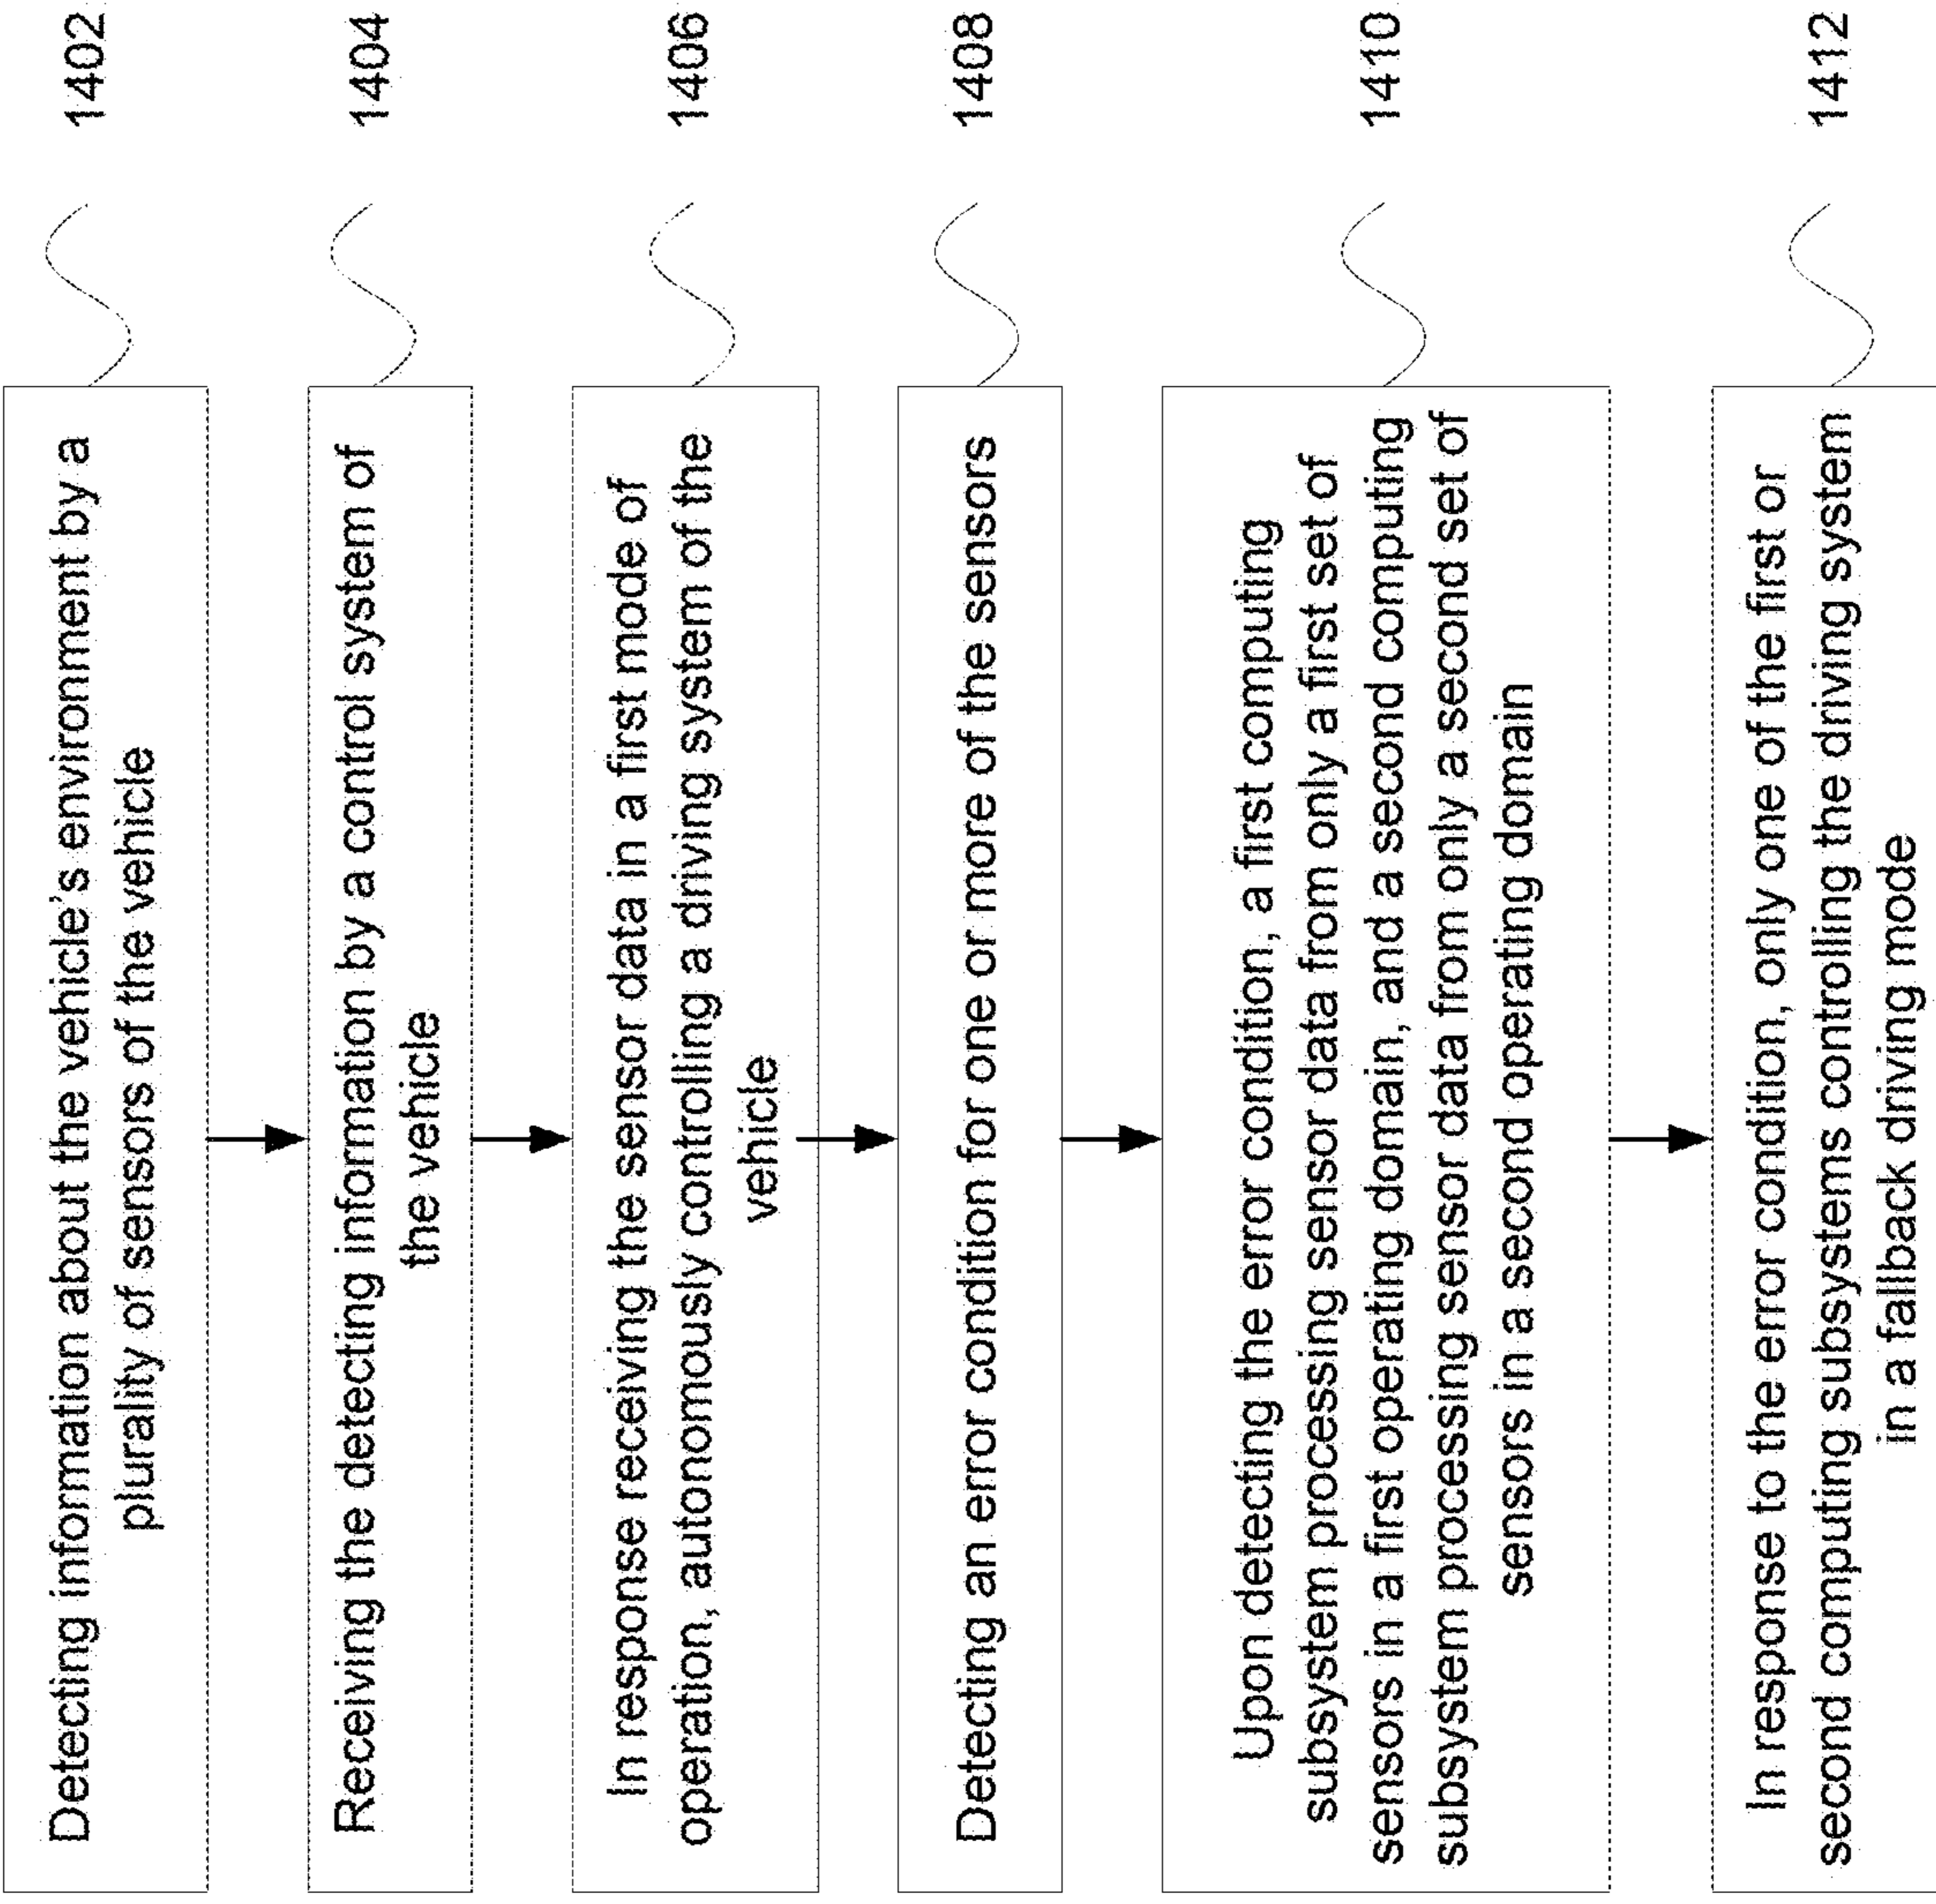 Detecting information about the vehicle's environment by a
plurality of sensors of the vehicle
1402
Receiving the detecting information by a control system of
the vehicle
1404
In response receiving the sensor data in a first mode of
operation, autonomously controlling a driving system of the
vehicle
1406
Detecting an error condition for one or more of the sensors
1408
Upon detecting the error condition, a first computing
subsystem processing sensor data from only a first set of
sensors in a first operating domain, and a second computing
subsystem processing sensor data from only a second set of
sensors in a second operating domain
1410
In response to the error condition, only one of the first or
second computing subsystems controlling the driving system
in a fallback driving mode
1412